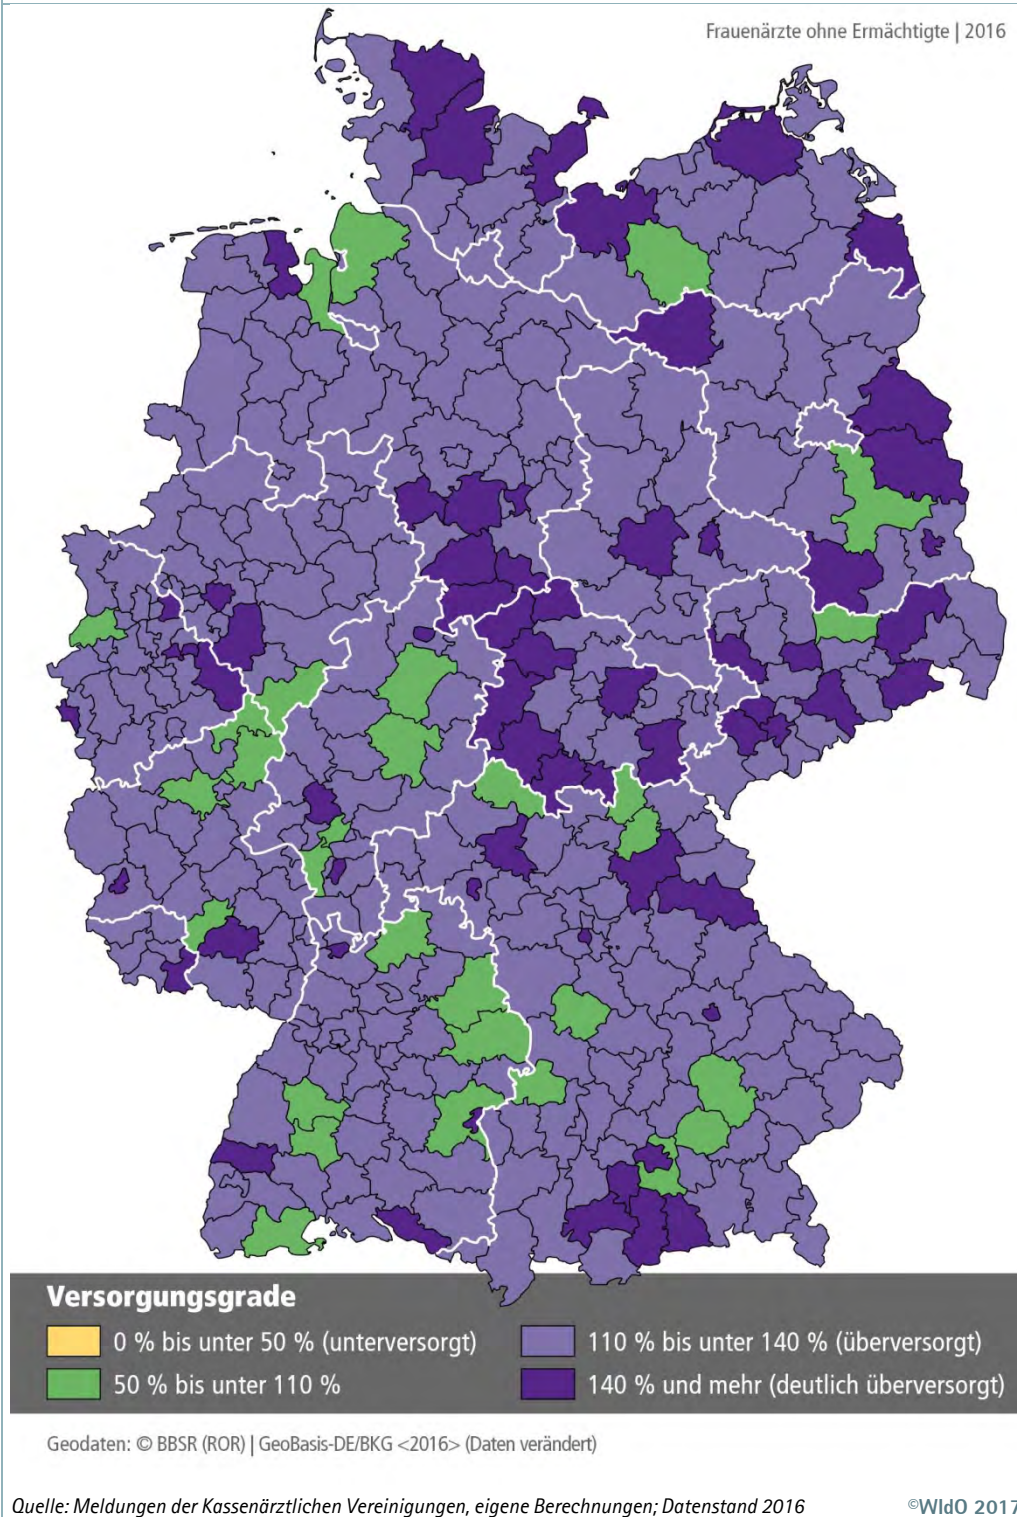 Frauenärzte ohne Ermächtigte | 2016
Versorgungsgrade
0 % bis unter 50 % (unterversorgt)
50 % bis unter 110 %
110 % bis unter 140 % (überversorgt)
140 % und mehr (deutlich überversorgt)
Geodaten: © BBSR (ROR) | GeoBasis-DE/BKG <2016> (Daten verändert)
Quelle: Meldungen der Kassenärztlichen Vereinigungen, eigene Berechnungen; Datenstand 2016
©WIdO 2017